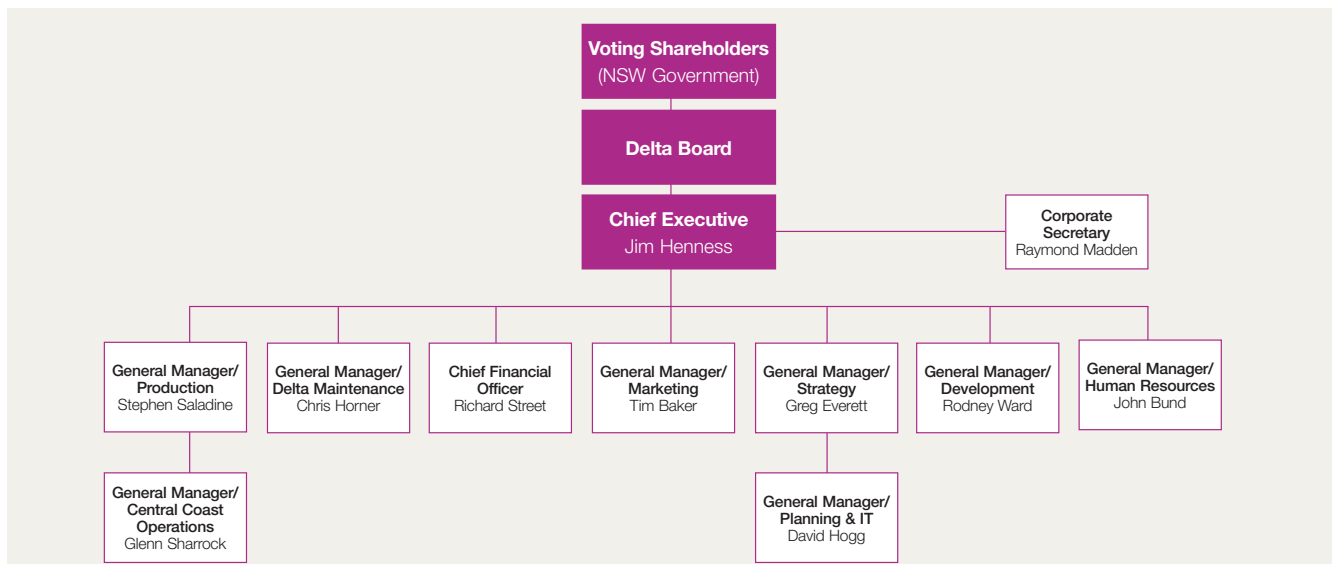 Voting Shareholders
(NSW Government)
Delta Board
Chief Executive
Jim Henness
Corporate
Secretary
Raymond Madden
General Manager/
Production
Stephen Saladine
General Manager/
Delta Maintenance
Chris Horner
Chief Financial
Officer
Richard Street
General Manager/
Marketing
Tim Baker
General Manager/
Strategy
Greg Everett
General Manager/
Development
Rodney Ward
General Manager/
Human Resources
John Bund
General Manager/
Central Coast
Operations
Glenn Sharrock
General Manager/
Planning & IT
David Hogg